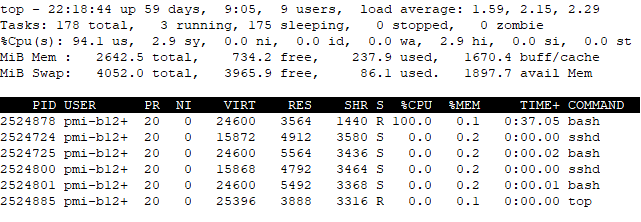 top - 22:18:44 up 59 days,  9:05,  9 users,  load average: 1.59, 2.15, 2.29
Tasks: 178 total,   3 running, 175 sleeping,   0 stopped,   0 zombie
%Cpu(s): 94.1 us,  2.9 sy,  0.0 ni,  0.0 id,  0.0 wa,  2.9 hi,  0.0 si,  0.0 st
MiB Mem :   2642.5 total,    734.2 free,    237.9 used,   1670.4 buff/cache
MiB Swap:   4052.0 total,   3965.9 free,     86.1 used.   1897.7 avail Mem
    PID USER      PR  NI    VIRT    RES    SHR S  %CPU  %MEM     TIME+ COMMAND
2524878 pmi-b12+  20   0   24600   3564   1440 R 100.0   0.1   0:37.05 bash
2524724 pmi-b12+  20   0   15872   4912   3580 S   0.0   0.2   0:00.00 sshd
2524725 pmi-b12+  20   0   24600   5564   3436 S   0.0   0.2   0:00.02 bash
2524800 pmi-b12+  20   0   15868   4792   3464 S   0.0   0.2   0:00.00 sshd
2524801 pmi-b12+  20   0   24600   5492   3368 S   0.0   0.2   0:00.01 bash
2524885 pmi-b12+  20   0   25396   3888   3316 R   0.0   0.1   0:00.00 top